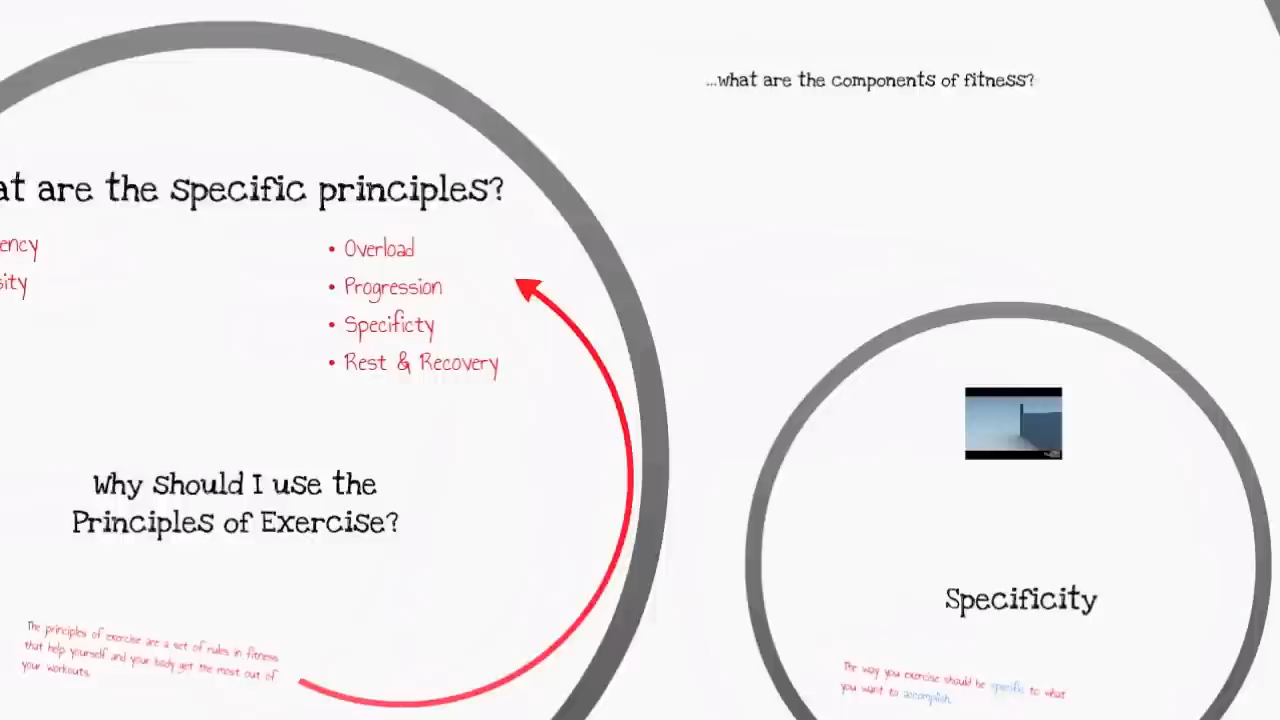 ...what are the components of fitness?
at are the specific principles?
ency
sity
• Overload
• Progression
• Specificty
• Rest & Recovery
Why should I use the
Principles of Exercise?
The principles of exercise are a set of rules in fitness
that help yourself and your body get the most out of
your workouts.
Specificity
The way you exercise should be specific to what
you want to accomplish.